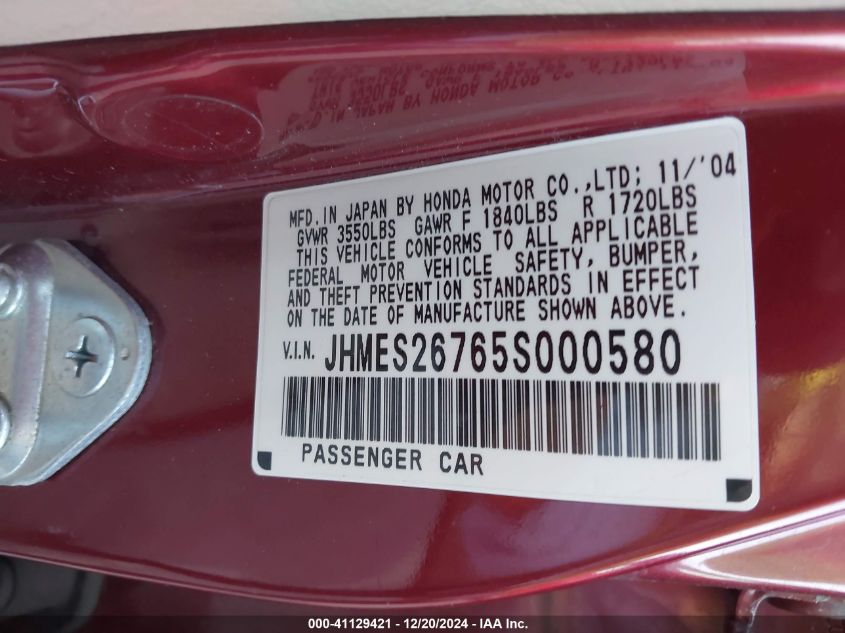 MFD. IN JAPAN BY HONDA MOTOR CO.,LTD; 11/'04
GVWR 3550LBS GAWR F 1840LBS R 1720LBS
THIS VEHICLE CONFORMS TO ALL APPLICABLE
FEDERAL MOTOR VEHICLE SAFETY, BUMPER,
AND THEFT PREVENTION STANDARDS IN EFFECT
ON THE DATE OF MANUFACTURE SHOWN ABOVE.
V.I.N. JHMES26765S000580
PASSENGER CAR
000-41129421 - 12/20/2024 - IAA Inc.